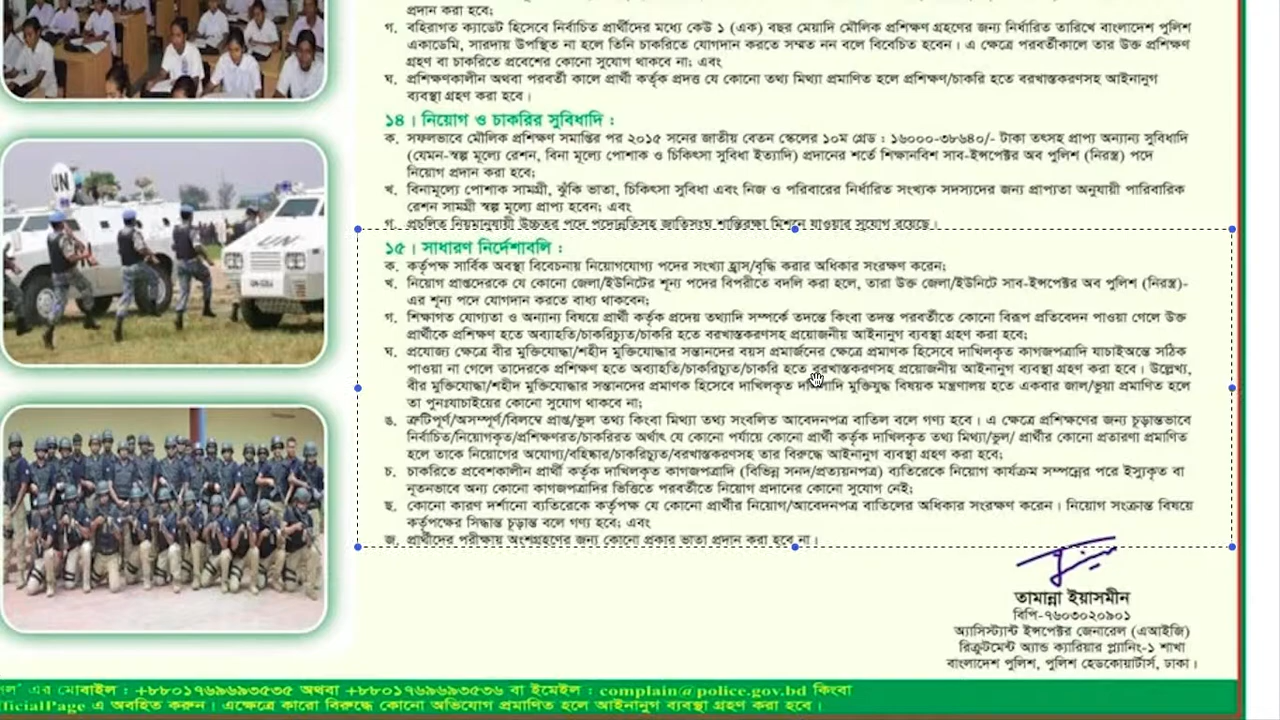 প্রদান করা হবে;
গ. বহিরাগত ক্যাডেট হিসেবে নির্বাচিত প্রার্থীদের মধ্যে কেউ ১ (এক) বছর মেয়াদি মৌলিক প্রশিক্ষণ গ্রহণের জন্য নির্ধারিত তারিখে বাংলাদেশ পুলিশ
একাডেমি, সারদায় উপস্থিত না হলে তিনি চাকরিতে যোগদান করতে সম্মত নন বলে বিবেচিত হবেন। এ ক্ষেত্রে পরবর্তীকালে তার উক্ত প্রশিক্ষণ
গ্রহণ বা চাকরিতে প্রবেশের কোনো সুযোগ থাকবে না; এবং
ঘ. প্রশিক্ষণকালীন অথবা পরবর্তী কালে প্রার্থী কর্তৃক প্রদত্ত যে কোনো তথ্য মিথ্যা প্রমাণিত হলে প্রশিক্ষণ/চাকরি হতে বরখাস্তকরণসহ আইনানুগ
ব্যবস্থা গ্রহণ করা হবে।
১৪। নিয়োগ ও চাকরির সুবিধাদি :
ক. সফলভাবে মৌলিক প্রশিক্ষণ সমাপ্তির পর ২০১৫ সনের জাতীয় বেতন স্কেলের ১০ম গ্রেড : ১৬০০০-৩৮৬৪০/- টাকা তৎসহ প্রাপ্য অন্যান্য সুবিধাদি
(যেমন-স্বল্প মূল্যে রেশন, বিনা মূল্যে পোশাক ও চিকিৎসা সুবিধা ইত্যাদি) প্রদানের শর্তে শিক্ষানবিশ সাব-ইন্সপেক্টর অব পুলিশ (নিরস্ত্র) পদে
নিয়োগ প্রদান করা হবে;
খ. বিনামূল্যে পোশাক সামগ্রী, ঝুঁকি ভাতা, চিকিৎসা সুবিধা এবং নিজ ও পরিবারের নির্ধারিত সংখ্যক সদস্যদের জন্য প্রাপ্যতা অনুযায়ী পারিবারিক
রেশন সামগ্রী স্বল্প মূল্যে প্রাপ্য হবেন; এবং
গ. প্রচলিত নিয়মানুযায়ী উচ্চতর পদে পদোন্নতিসহ জাতিসংঘ শান্তিরক্ষা মিশনে যাওয়ার সুযোগ রয়েছে।
১৫। সাধারণ নির্দেশাবলি :
ক. কর্তৃপক্ষ সার্বিক অবস্থা বিবেচনায় নিয়োগযোগ্য পদের সংখ্যা হ্রাস/বৃদ্ধি করার অধিকার সংরক্ষণ করেন;
খ. নিয়োগ প্রাপ্তদেরকে যে কোনো জেলা/ইউনিটের শূন্য পদের বিপরীতে বদলি করা হলে, তারা উক্ত জেলা/ইউনিটে সাব-ইন্সপেক্টর অব পুলিশ (নিরস্ত্র)-
এর শূন্য পদে যোগদান করতে বাধ্য থাকবেন;
গ. শিক্ষাগত যোগ্যতা ও অন্যান্য বিষয়ে প্রার্থী কর্তৃক প্রদেয় তথ্যাদি সম্পর্কে তদন্তে কিংবা তদন্ত পরবর্তীতে কোনো বিরূপ প্রতিবেদন পাওয়া গেলে উক্ত
প্রার্থীকে প্রশিক্ষণ হতে অব্যাহতি/চাকরিচ্যুত/চাকরি হতে বরখাস্তকরণসহ প্রয়োজনীয় আইনানুগ ব্যবস্থা গ্রহণ করা হবে;
ঘ. প্রযোজ্য ক্ষেত্রে বীর মুক্তিযোদ্ধা/শহীদ মুক্তিযোদ্ধার সন্তানদের বয়স প্রমার্জনের ক্ষেত্রে প্রমাণক হিসেবে দাখিলকৃত কাগজপত্রাদি যাচাইঅন্তে সঠিক
পাওয়া না গেলে তাদেরকে প্রশিক্ষণ হতে অব্যাহতি/চাকরিচ্যুত/চাকরি হতে বরখাস্তকরণসহ প্রয়োজনীয় আইনানুগ ব্যবস্থা গ্রহণ করা হবে। উল্লেখ্য,
বীর মুক্তিযোদ্ধা/শহীদ মুক্তিযোদ্ধার সন্তানদের প্রমাণক হিসেবে দাখিলকৃত মুক্তিযুদ্ধ বিষয়ক মন্ত্রণালয় হতে একবার জাল/ভুয়া প্রমাণিত হলে
তা পুনঃযাচাইয়ের কোনো সুযোগ থাকবে না;
ঙ. ত্রুটিপূর্ণ/অসম্পূর্ণ/বিলম্বে প্রাপ্ত/ভুল তথ্য কিংবা মিথ্যা তথ্য সংবলিত আবেদনপত্র বাতিল বলে গণ্য হবে। এ ক্ষেত্রে প্রশিক্ষণের জন্য চূড়ান্তভাবে
নির্বাচিত/নিয়োগকৃত/প্রশিক্ষণরত/চাকরিরত অর্থাৎ যে কোনো পর্যায়ে কোনো প্রার্থী কর্তৃক দাখিলকৃত তথ্য মিথ্যা/ভুল/ প্রার্থীর কোনো প্রতারণা প্রমাণিত
হলে তাকে নিয়োগের অযোগ্য/বহিষ্কার/চাকরিচ্যুত/বরখাস্তকরণসহ তার বিরুদ্ধে আইনানুগ ব্যবস্থা গ্রহণ করা হবে;
চ. চাকরিতে প্রবেশকালীন প্রার্থী কর্তৃক দাখিলকৃত কাগজপত্রাদি (বিভিন্ন সনদ/প্রত্যয়নপত্র) ব্যতিরেকে নিয়োগ কার্যক্রম সম্পন্নের পরে ইস্যুকৃত বা
নূতনভাবে অন্য কোনো কাগজপত্রাদির ভিত্তিতে পরবর্তীতে নিয়োগ প্রদানের কোনো সুযোগ নেই;
ছ. কোনো কারণ দর্শানো ব্যতিরেকে কর্তৃপক্ষ যে কোনো প্রার্থীর নিয়োগ/আবেদনপত্র বাতিলের অধিকার সংরক্ষণ করেন। নিয়োগ সংক্রান্ত বিষয়ে
কর্তৃপক্ষের সিদ্ধান্ত চূড়ান্ত বলে গণ্য হবে; এবং
জ. প্রার্থীদের পরীক্ষায় অংশগ্রহণের জন্য কোনো প্রকার ভাতা প্রদান করা হবে না।
তামান্না ইয়াসমীন
বিপি-৭৬০৩০২০৯০১
অ্যাসিস্ট্যান্ট ইন্সপেক্টর জেনারেল (এআইজি)
রিক্রুটমেন্ট অ্যান্ড ক্যারিয়ার প্ল্যানিং-১ শাখা
বাংলাদেশ পুলিশ, পুলিশ হেডকোয়ার্টার্স, ঢাকা।
UN
UN
এর মোবাইল : +৮৮০১৭৬৯৬৯৩৫৩৫ অথবা +৮৮০১৭৬৯৬৯৩৫৩৬ বা ইমেইল : complain@police.gov.bd কিংবা
fficialPage এ অবহিত করুন। এক্ষেত্রে কারো বিরুদ্ধে কোনো অভিযোগ প্রমাণিত হলে আইনানুগ ব্যবস্থা গ্রহণ করা হবে।